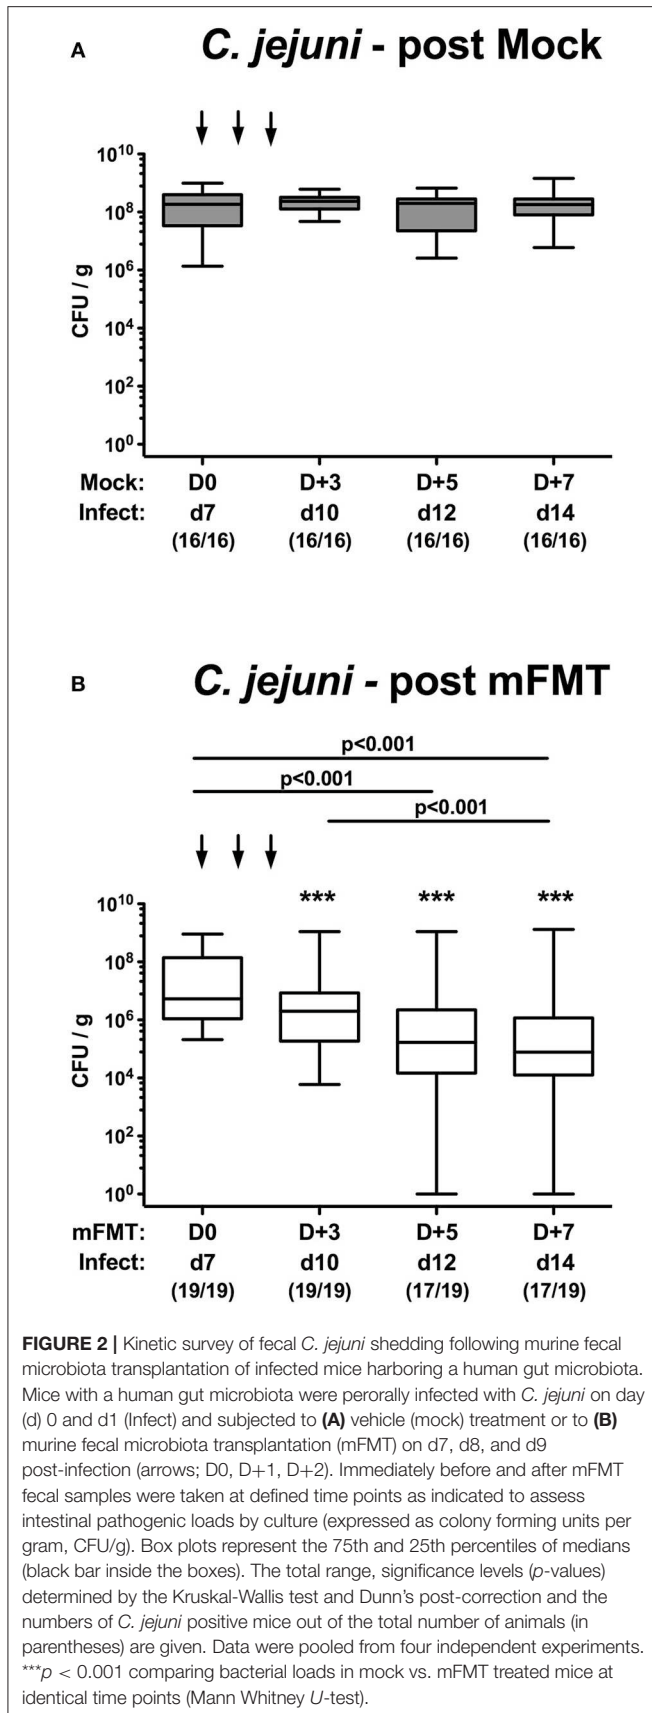 A
C. jejuni - post Mock
10^10
10^8
10^6
10^4
10^2
10^0
CFU / g
Mock: D0 D+3 D+5 D+7
Infect: d7 d10 d12 d14
(16/16) (16/16) (16/16) (16/16)
B
C. jejuni - post mFMT
p<0.001
p<0.001
p<0.001
*** *** ***
10^10
10^8
10^6
10^4
10^2
10^0
CFU / g
mFMT: D0 D+3 D+5 D+7
Infect: d7 d10 d12 d14
(19/19) (19/19) (17/19) (17/19)
FIGURE 2 | Kinetic survey of fecal C. jejuni shedding following murine fecal
microbiota transplantation of infected mice harboring a human gut microbiota.
Mice with a human gut microbiota were perorally infected with C. jejuni on day
(d) 0 and d1 (Infect) and subjected to (A) vehicle (mock) treatment or to (B)
murine fecal microbiota transplantation (mFMT) on d7, d8, and d9
post-infection (arrows; D0, D+1, D+2). Immediately before and after mFMT
fecal samples were taken at defined time points as indicated to assess
intestinal pathogenic loads by culture (expressed as colony forming units per
gram, CFU/g). Box plots represent the 75th and 25th percentiles of medians
(black bar inside the boxes). The total range, significance levels (p-values)
determined by the Kruskal-Wallis test and Dunn's post-correction and the
numbers of C. jejuni positive mice out of the total number of animals (in
parentheses) are given. Data were pooled from four independent experiments.
***p < 0.001 comparing bacterial loads in mock vs. mFMT treated mice at
identical time points (Mann Whitney U-test).